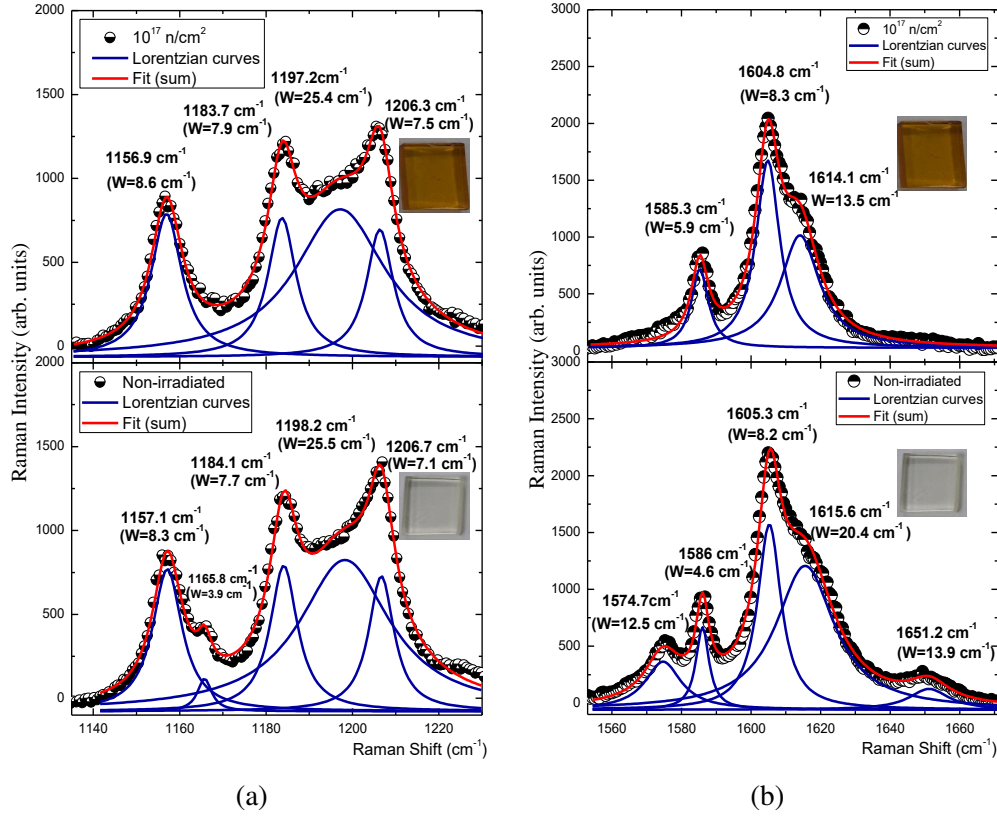 2000
1500
1000
500
0
Raman Intensity (arb. units)
10¹⁷ n/cm²
Lorentzian curves
Fit (sum)
1156.9 cm⁻¹
(W=8.6 cm⁻¹)
1183.7 cm⁻¹
(W=7.9 cm⁻¹)
1197.2cm⁻¹
(W=25.4 cm⁻¹)
1206.3 cm⁻¹
(W=7.5 cm⁻¹)
2000
1500
1000
500
0
Non-irradiated
Lorentzian curves
Fit (sum)
1157.1 cm⁻¹
(W=8.3 cm⁻¹)
1165.8 cm⁻¹
(W=3.9 cm⁻¹)
1184.1 cm⁻¹
(W=7.7 cm⁻¹)
1198.2 cm⁻¹
(W=25.5 cm⁻¹)
1206.7 cm⁻¹
(W=7.1 cm⁻¹)
1140 1160 1180 1200 1220
Raman Shift (cm⁻¹)
(a)
3000
2500
2000
1500
1000
500
0
Raman Intensity (arb. units)
10¹⁷ n/cm²
Lorentzian curves
Fit (sum)
1585.3 cm⁻¹
(W=5.9 cm⁻¹)
1604.8 cm⁻¹
(W=8.3 cm⁻¹)
1614.1 cm⁻¹
W=13.5 cm⁻¹)
3000
2500
2000
1500
1000
500
0
Non-irradiated
Lorentzian curves
Fit (sum)
1574.7cm⁻¹
(W=12.5 cm⁻¹)
1586 cm⁻¹
(W=4.6 cm⁻¹)
1605.3 cm⁻¹
(W=8.2 cm⁻¹)
1615.6 cm⁻¹
(W=20.4 cm⁻¹)
1651.2 cm⁻¹
(W=13.9 cm⁻¹)
1560 1580 1600 1620 1640 1660
Raman Shift (cm⁻¹)
(b)